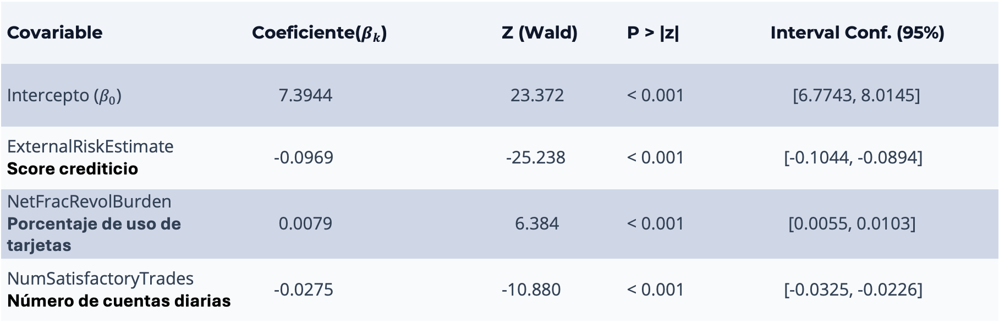 Covariable Coeficiente(βₖ) Z (Wald) P > |z| Interval Conf. (95%)
Intercepto (β₀) 7.3944 23.372 < 0.001 [6.7743, 8.0145]
ExternalRiskEstimate
Score crediticio -0.0969 -25.238 < 0.001 [-0.1044, -0.0894]
NetFracRevolBurden
Porcentaje de uso de 0.0079 6.384 < 0.001 [0.0055, 0.0103]
tarjetas
NumSatisfactoryTrades
Número de cuentas diarias -0.0275 -10.880 < 0.001 [-0.0325, -0.0226]